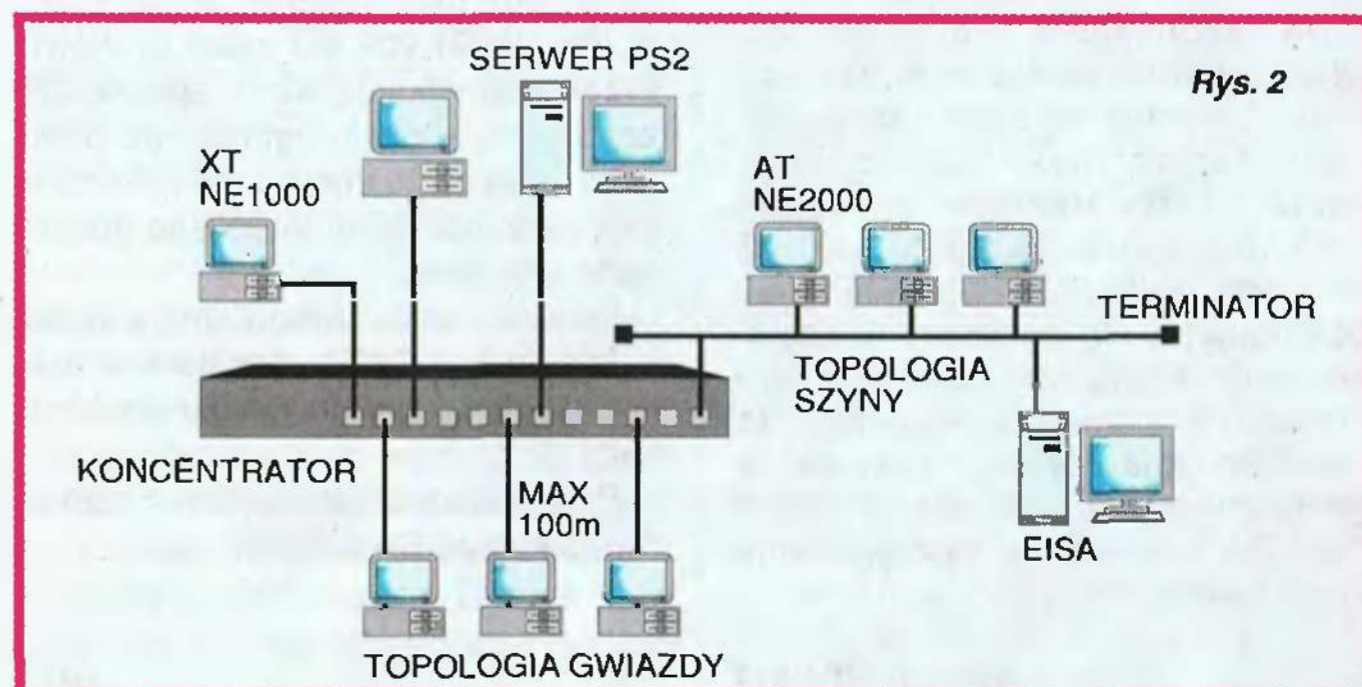 SERWER PS2
Rys. 2
XT
NE1000
AT
NE2000
TERMINATOR
TOPOLOGIA
SZYNY
KONCENTRATOR
MAX
100m
EISA
TOPOLOGIA GWIAZDY